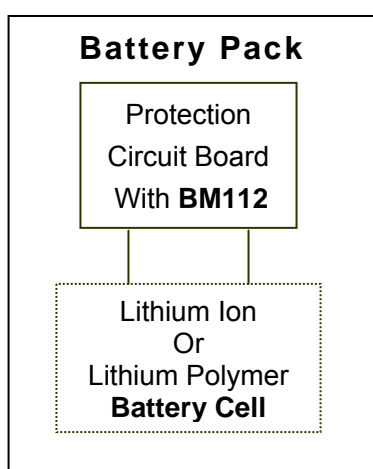 Battery Pack
Protection
Circuit Board
With BM112
Lithium Ion
Or
Lithium Polymer
Battery Cell